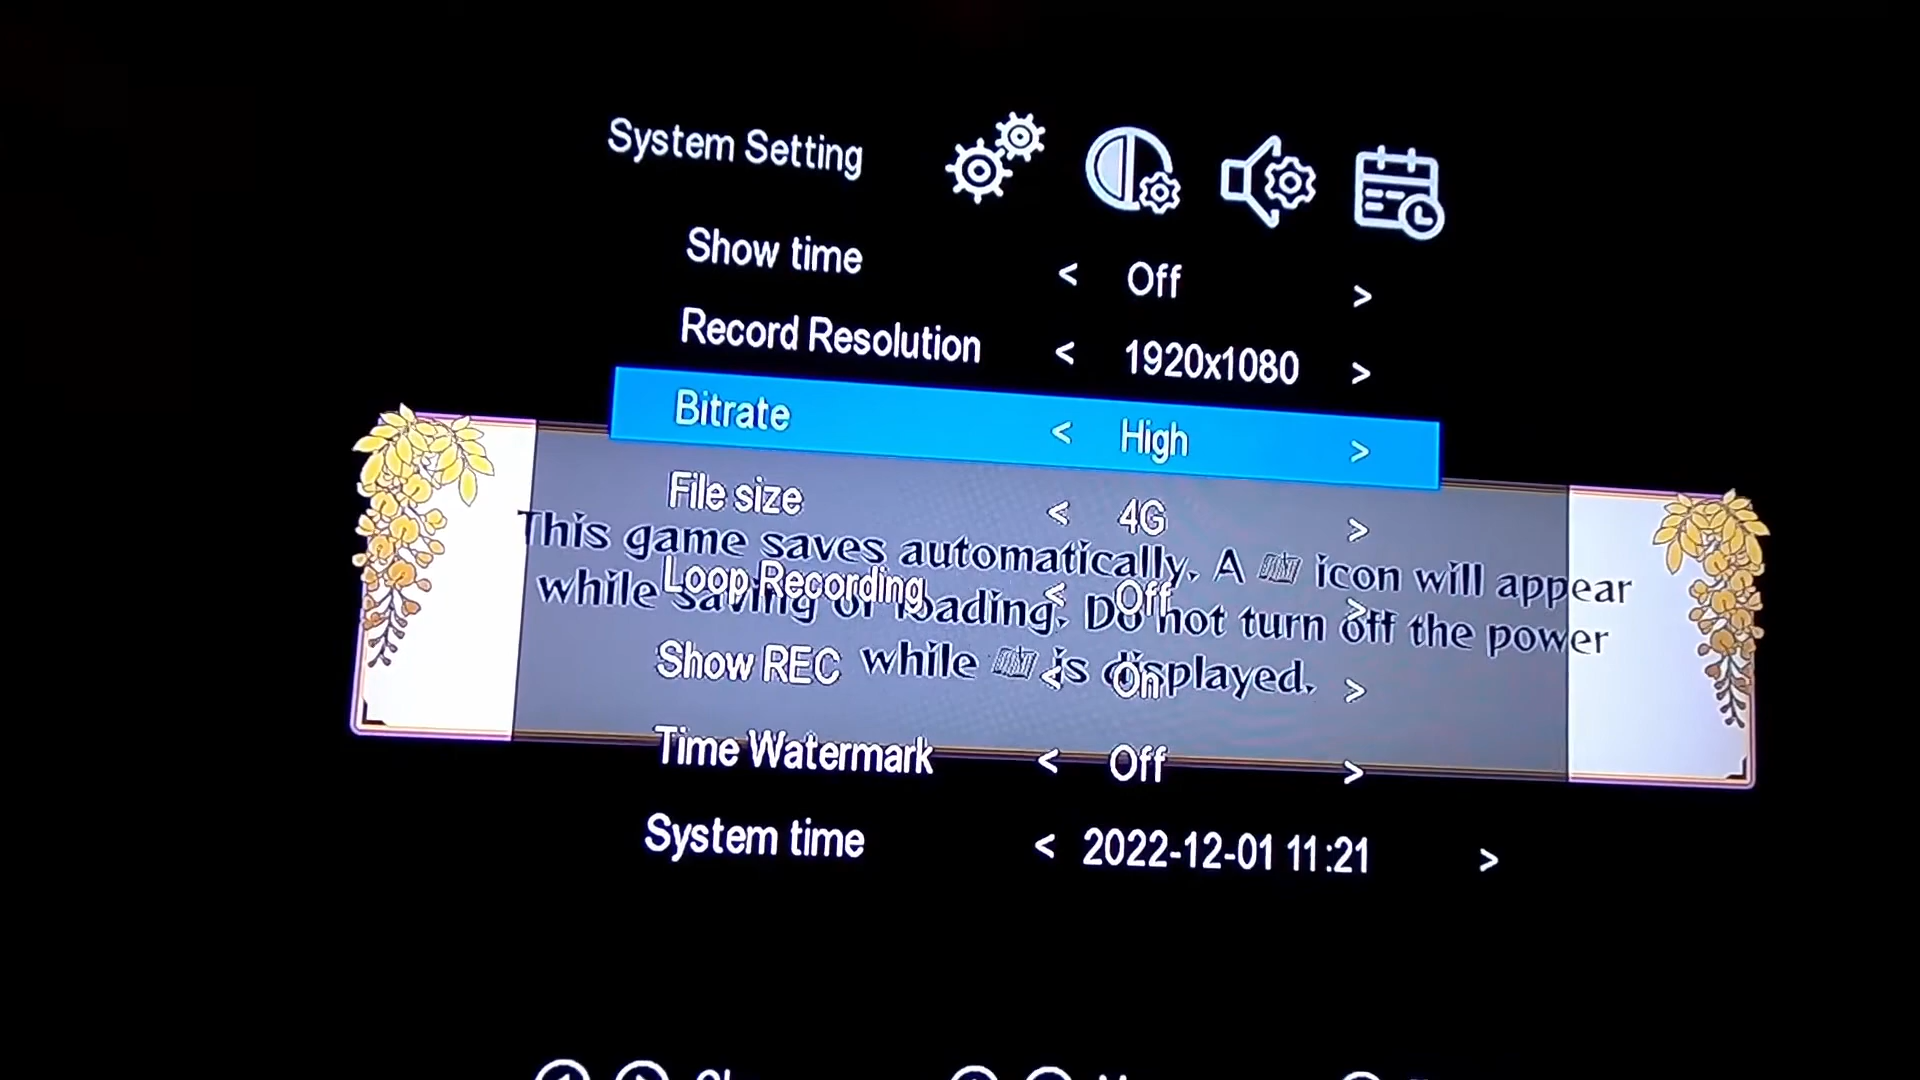 System Setting
Show time < Off >
Record Resolution < 1920x1080 >
Bitrate < High >
File size < 4G >
This game saves automatically. A icon will appear
Loop Recording < Off >
while saving or loading. Do not turn off the power
Show REC < On >
while is displayed.
Time Watermark < Off >
System time < 2022-12-01 11:21 >